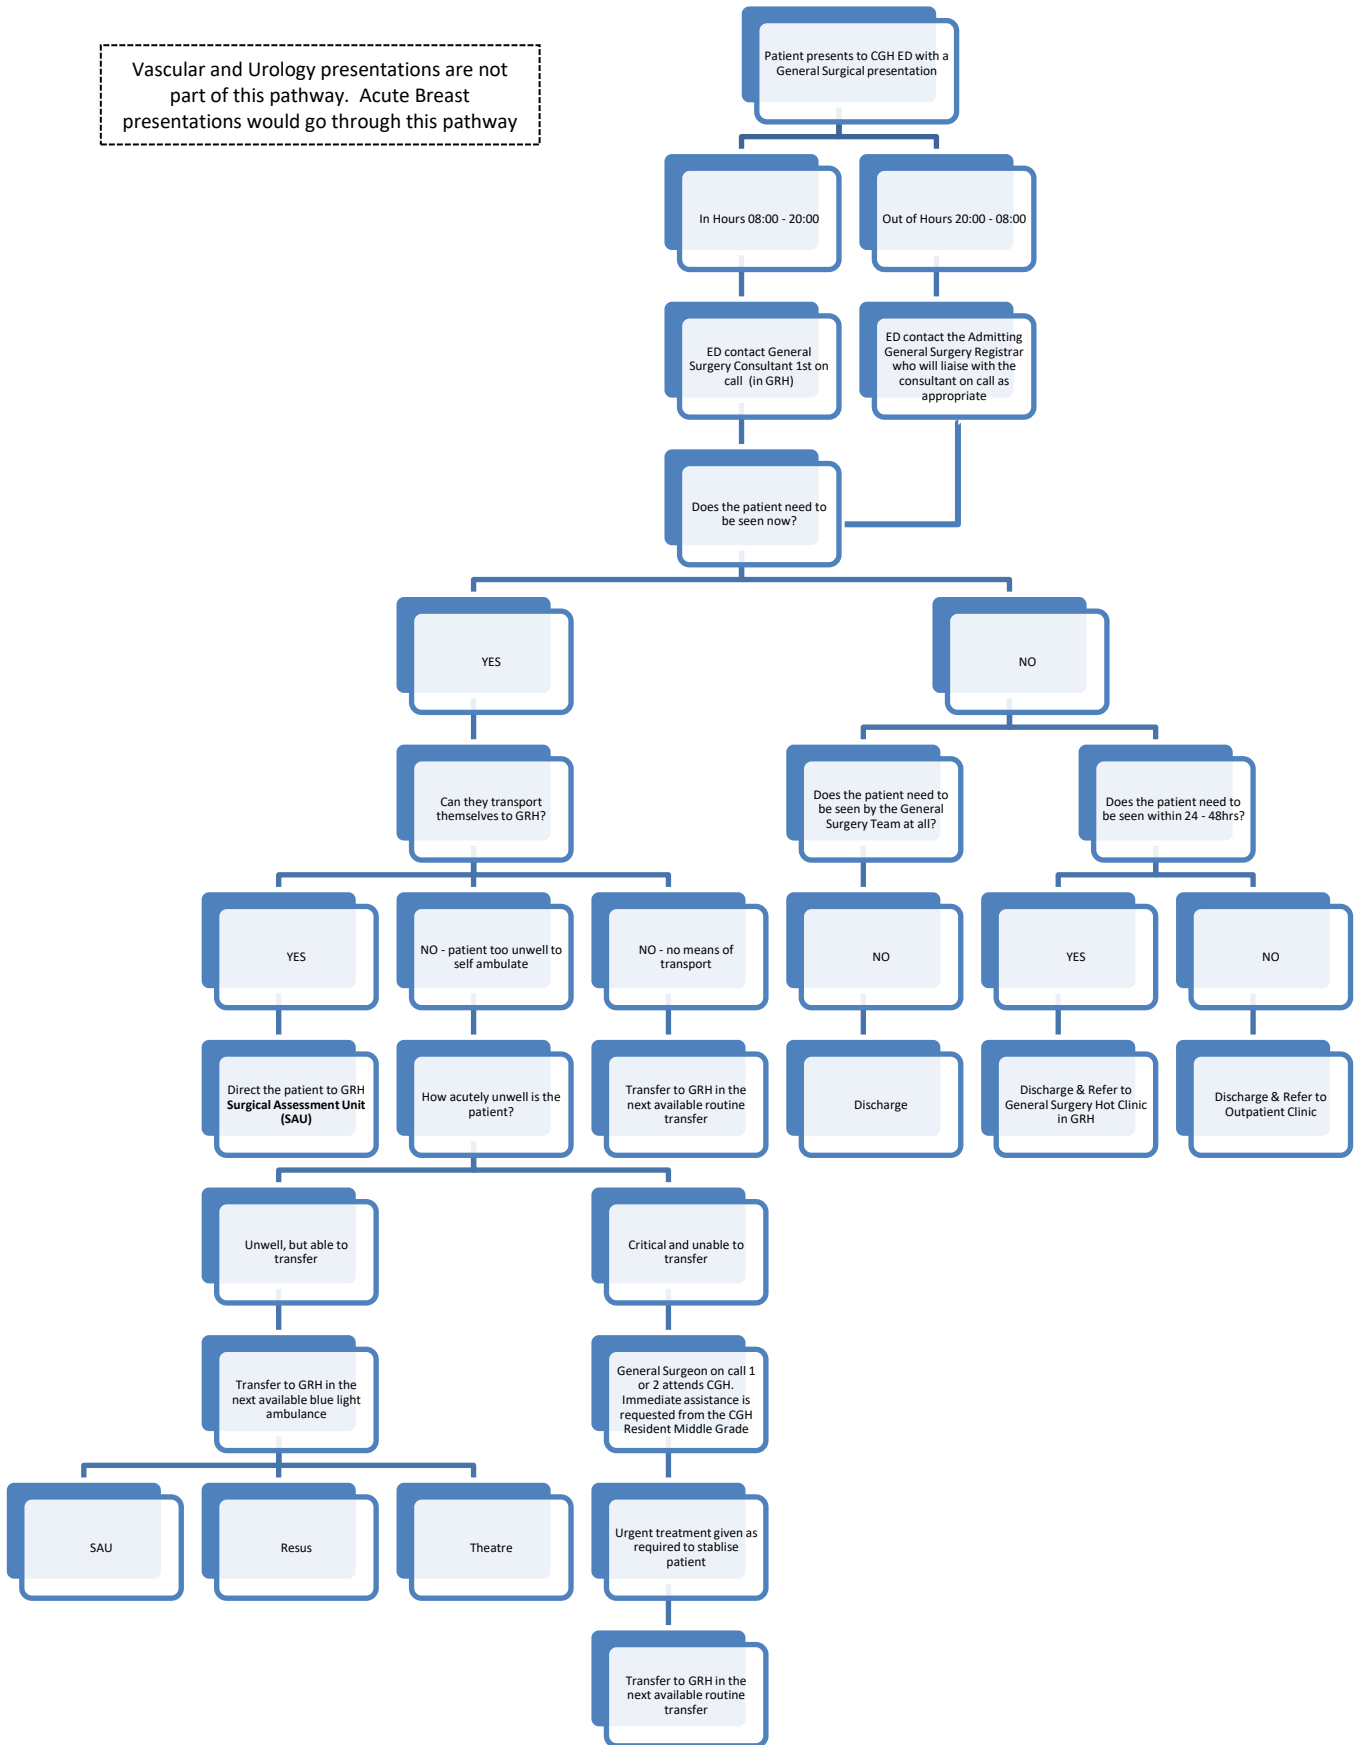 Vascular and Urology presentations are not
part of this pathway.  Acute Breast
presentations would go through this pathway
Patient presents to CGH ED with a
General Surgical presentation
In Hours 08:00 - 20:00
Out of Hours 20:00 - 08:00
ED contact General
Surgery Consultant 1st on
call  (in GRH)
ED contact the Admitting
General Surgery Registrar
who will liaise with the
consultant on call as
appropriate
Does the patient need to
be seen now?
YES
NO
Can they transport
themselves to GRH?
Does the patient need to
be seen by the General
Surgery Team at all?
Does the patient need to
be seen within 24 - 48hrs?
YES
NO - patient too unwell to
self ambulate
NO - no means of
transport
NO
YES
NO
Direct the patient to GRH
Surgical Assessment Unit
(SAU)
How acutely unwell is the
patient?
Transfer to GRH in the
next available routine
transfer
Discharge
Discharge & Refer to
General Surgery Hot Clinic
in GRH
Discharge & Refer to
Outpatient Clinic
Unwell, but able to
transfer
Critical and unable to
transfer
Transfer to GRH in the
next available blue light
ambulance
General Surgeon on call 1
or 2 attends CGH.
Immediate assistance is
requested from the CGH
Resident Middle Grade
SAU
Resus
Theatre
Urgent treatment given as
required to stablise
patient
Transfer to GRH in the
next available routine
transfer